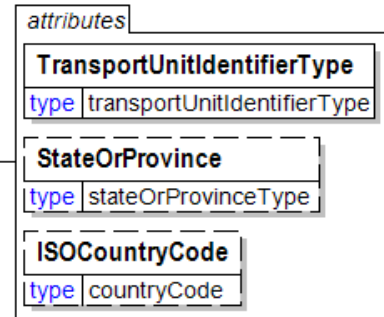 attributes
TransportUnitIdentifierType
type transportUnitIdentifierType
StateOrProvince
type stateOrProvinceType
ISOCountryCode
type countryCode